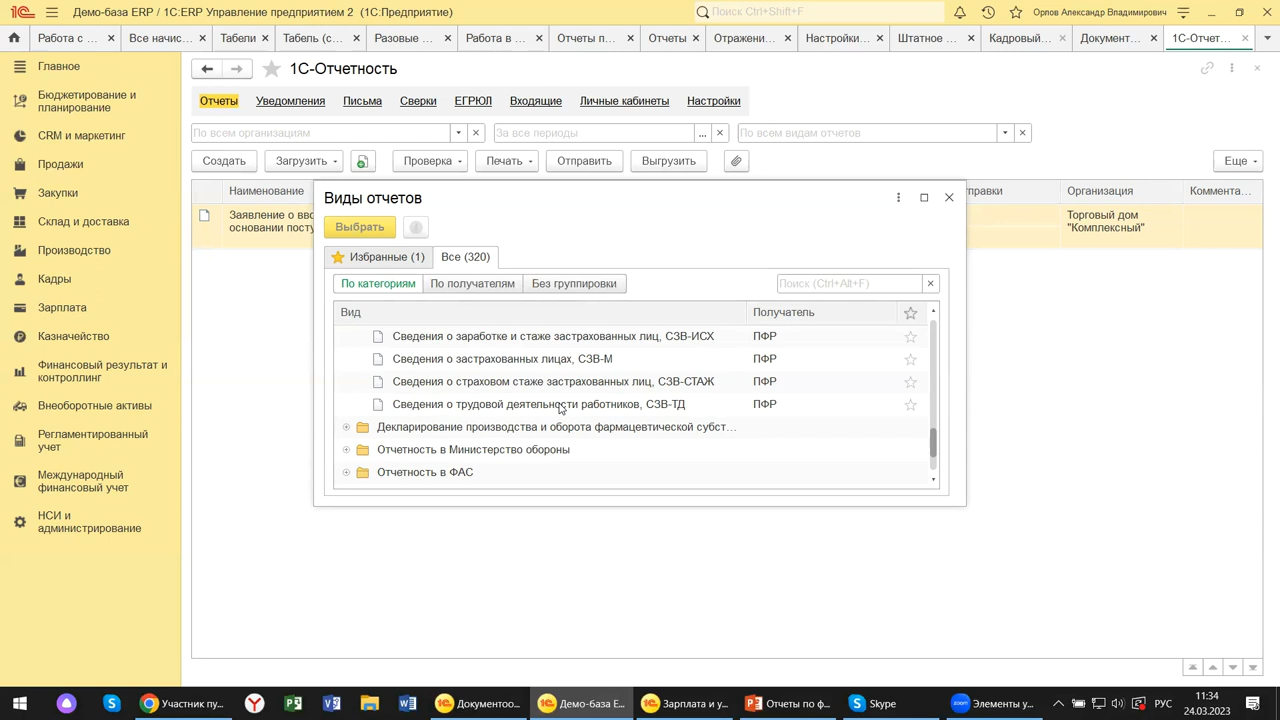 Демо-база ERP / 1С:ERP Управление предприятием 2 (1С:Предприятие)
Поиск Ctrl+Shift+F
Орлов Александр Владимирович
Работа с ...
Все начис...
Табели
Табель (с...
Разовые ...
Работа в ...
Отчеты п...
Отчеты
Отражени...
Настройки...
Штатное ...
Кадровый...
Документ...
1С-Отчет...
Главное
Бюджетирование и
планирование
CRM и маркетинг
Продажи
Закупки
Склад и доставка
Производство
Кадры
Зарплата
Казначейство
Финансовый результат и
контроллинг
Внеоборотные активы
Регламентированный
учет
Международный
финансовый учет
НСИ и
администрирование
1С-Отчетность
Отчеты Уведомления Письма Сверки ЕГРЮЛ Входящие Личные кабинеты Настройки
По всем организациям
За все периоды
...
По всем видам отчетов
Создать Загрузить Проверка Печать Отправить Выгрузить Еще
Наименование
правки
Организация
Коммента...
Заявление о вво
основании посту
Торговый дом
"Комплексный"
Виды отчетов
Выбрать
Избранные (1) Все (320)
По категориям По получателям Без группировки
Поиск (Ctrl+Alt+F)
Вид Получатель
Сведения о заработке и стаже застрахованных лиц, СЗВ-ИСХ ПФР
Сведения о застрахованных лицах, СЗВ-М ПФР
Сведения о страховом стаже застрахованных лиц, СЗВ-СТАЖ ПФР
Сведения о трудовой деятельности работников, СЗВ-ТД ПФР
Декларирование производства и оборота фармацевтической субст...
Отчетность в Министерство обороны
Отчетность в ФАС
Участник пу...
Документоо...
Демо-база E...
Зарплата и у...
Отчеты по ф...
Skype
Элементы у...
РУС
11:34
24.03.2023